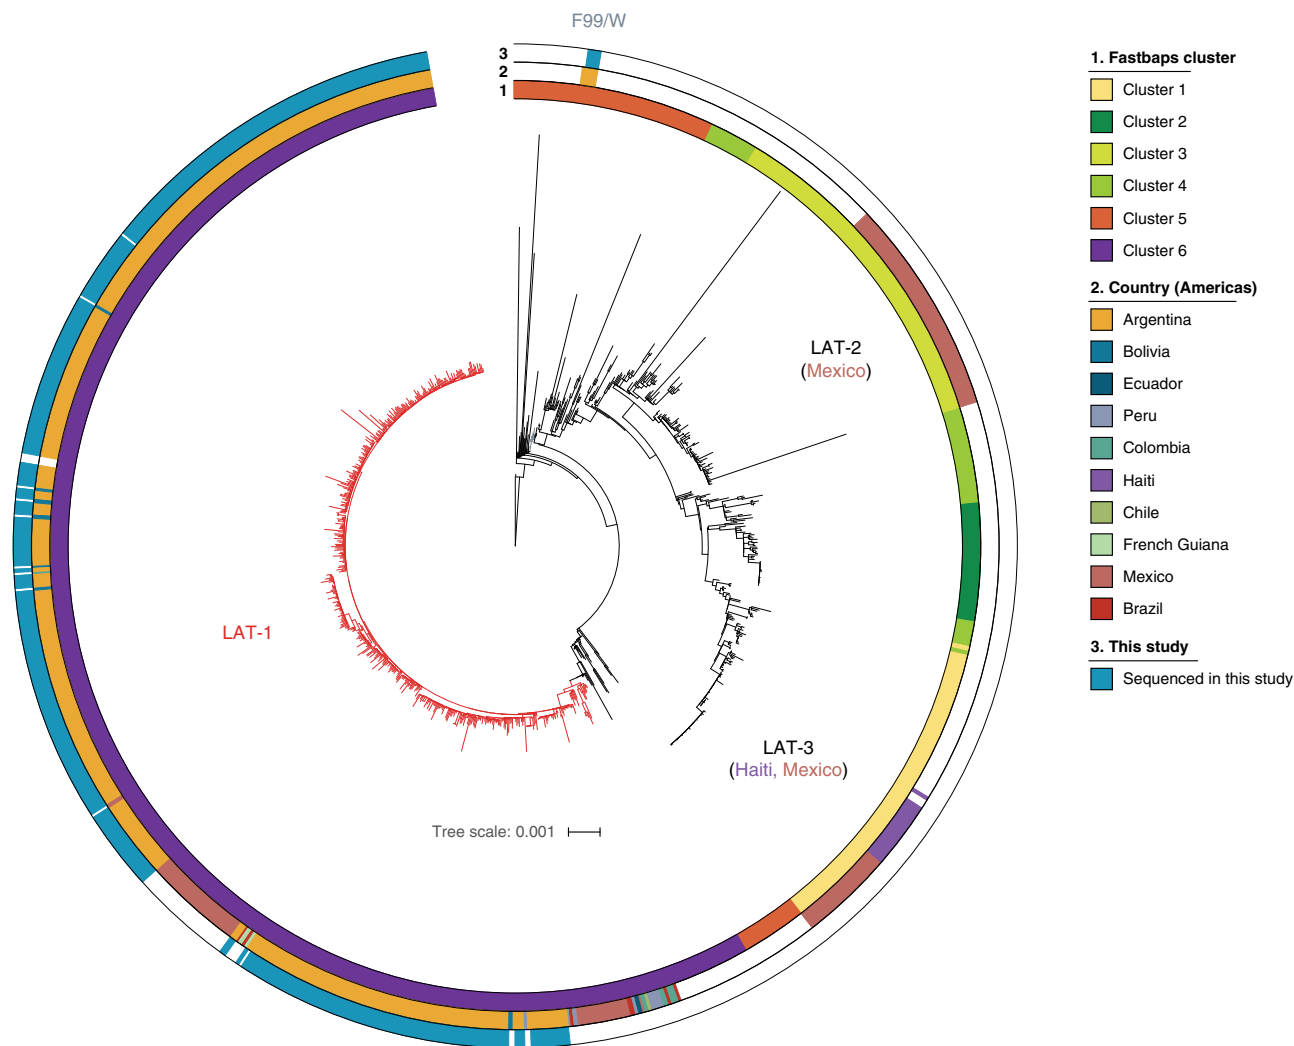 F99/W
3
2
1
1. Fastbaps cluster
Cluster 1
Cluster 2
Cluster 3
Cluster 4
Cluster 5
Cluster 6
2. Country (Americas)
Argentina
Bolivia
Ecuador
Peru
Colombia
Haiti
Chile
French Guiana
Mexico
Brazil
3. This study
Sequenced in this study
LAT-2
(Mexico)
LAT-1
LAT-3
(Haiti, Mexico)
Tree scale: 0.001